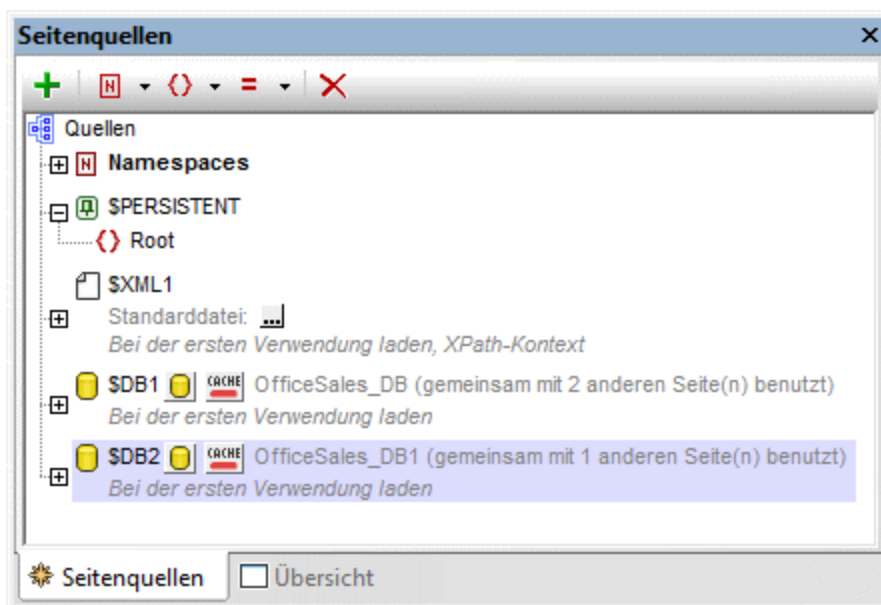 Seitenquellen
Quellen
Namespaces
$PERSISTENT
{} Root
$XML1
Standarddatei: ...
Bei der ersten Verwendung laden, XPath-Kontext
$DB1 CACHE OfficeSales_DB (gemeinsam mit 2 anderen Seite(n) benutzt)
Bei der ersten Verwendung laden
$DB2 CACHE OfficeSales_DB1 (gemeinsam mit 1 anderen Seite(n) benutzt)
Bei der ersten Verwendung laden
Seitenquellen Übersicht